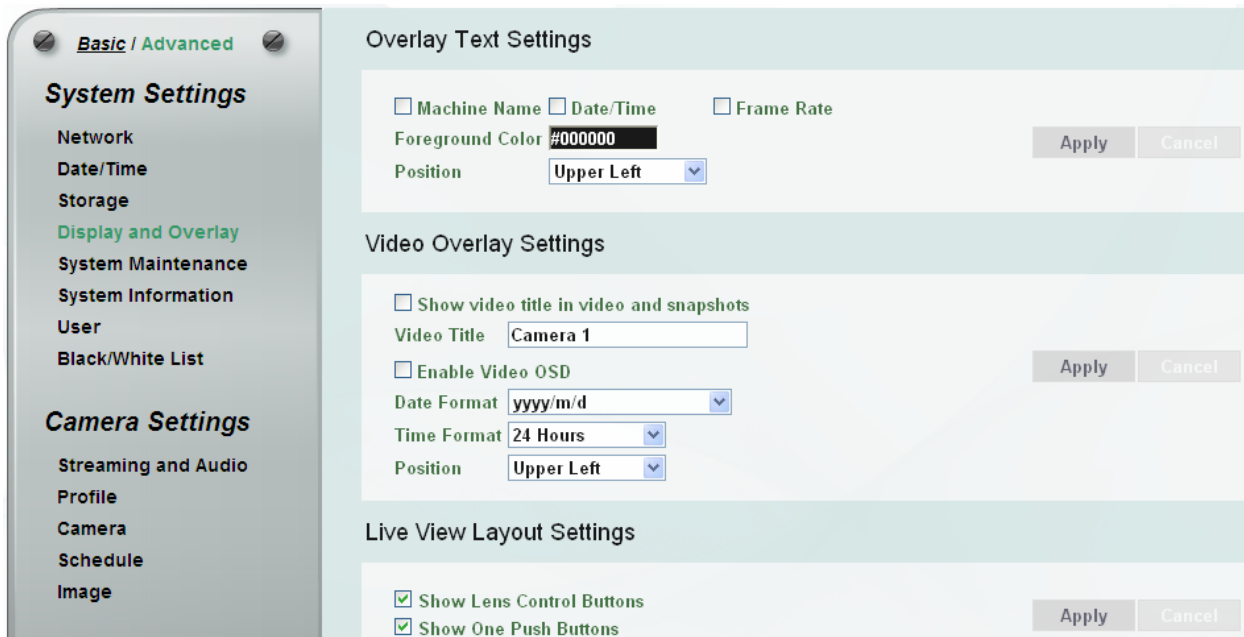 Basic / Advanced
System Settings
Network
Date/Time
Storage
Display and Overlay
System Maintenance
System Information
User
Black/White List
Camera Settings
Streaming and Audio
Profile
Camera
Schedule
Image
Overlay Text Settings
Machine Name Date/Time Frame Rate
Foreground Color #000000
Position Upper Left
Apply Cancel
Video Overlay Settings
Show video title in video and snapshots
Video Title Camera 1
Enable Video OSD
Date Format yyyy/m/d
Time Format 24 Hours
Position Upper Left
Apply Cancel
Live View Layout Settings
Show Lens Control Buttons
Show One Push Buttons
Apply Cancel